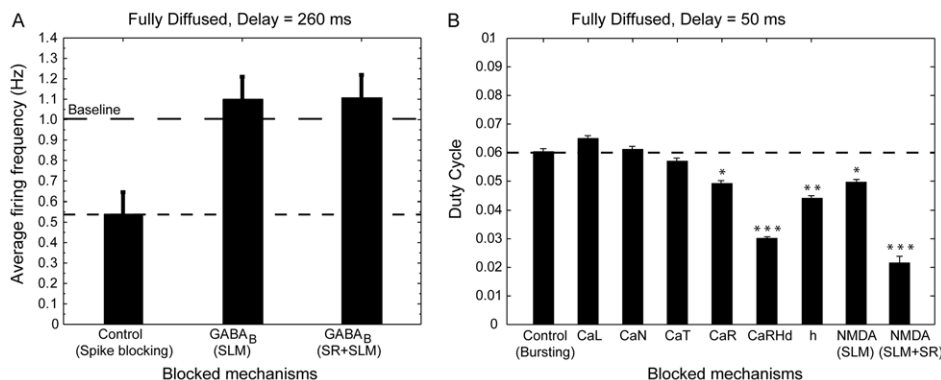 A
Fully Diffused, Delay = 260 ms
Average firing frequency (Hz)
1.4
1.3
1.2
1.1
1.0
0.9
0.8
0.7
0.6
0.5
0.4
0.3
0.2
0.1
0
Baseline
Control
(Spike blocking)
GABAB
(SLM)
GABAB
(SR+SLM)
Blocked mechanisms
B
Fully Diffused, Delay = 50 ms
Duty Cycle
01
0.09
0.08
0.07
0.06
0.05
0.04
0.03
0.02
0.01
0
*
***
**
*
***
Control
(Bursting)
CaL
CaN
CaT
CaR
CaRHd
h
NMDA
(SLM)
NMDA
(SLM+SR)
Blocked mechanisms